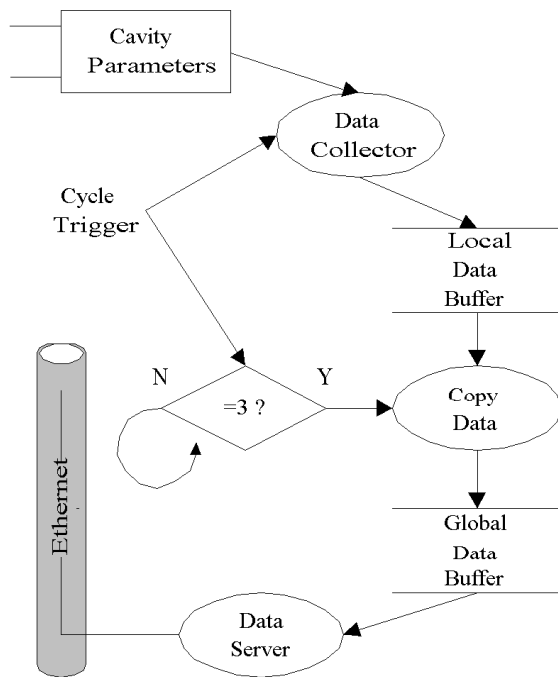 Cavity
Parameters
Data
Collector
Cycle
Trigger
Local
Data
Buffer
N
Y
=3 ?
Copy
Data
Ethernet
Global
Data
Buffer
Data
Server